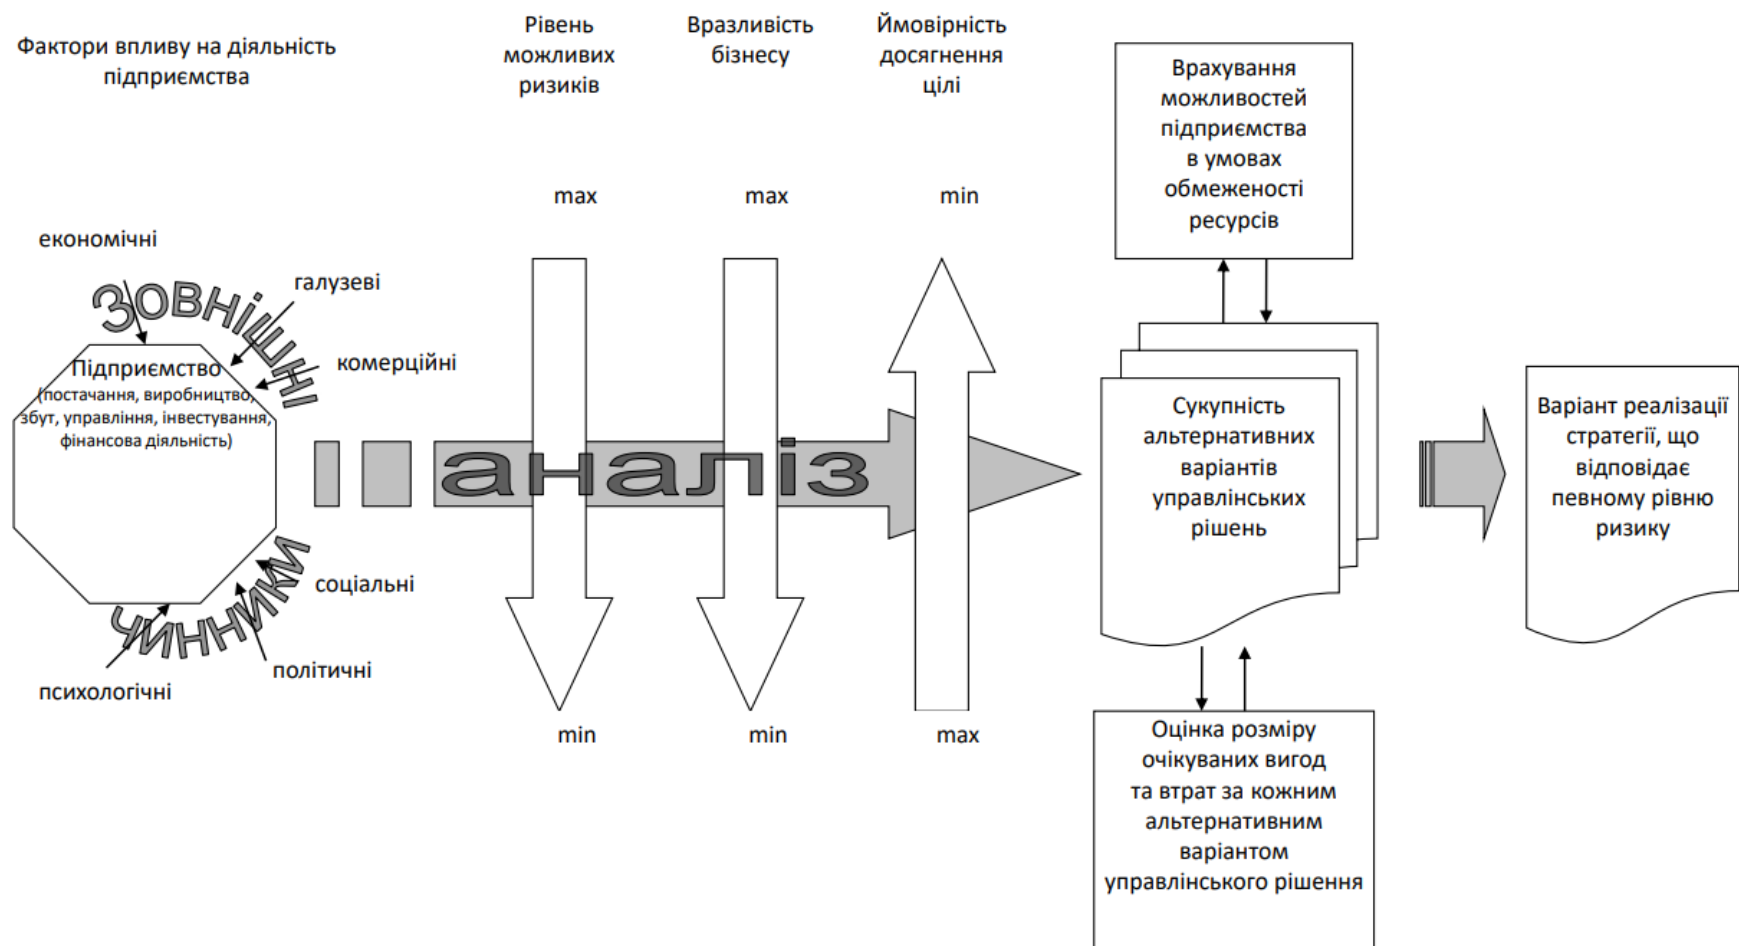 Фактори впливу на діяльність
підприємства
Рівень
можливих
ризиків
Вразливість
бізнесу
Ймовірність
досягнення
цілі
max
max
min
економічні
галузеві
комерційні
Зовнішні
Підприємство
(постачання, виробництво,
збут, управління, інвестування,
фінансова діяльність)
чинники
соціальні
політичні
психологічні
аналіз
min
min
max
Врахування
можливостей
підприємства
в умовах
обмеженості
ресурсів
Сукупність
альтернативних
варіантів
управлінських
рішень
Оцінка розміру
очікуваних вигод
та втрат за кожним
альтернативним
варіантом
управлінського рішення
Варіант реалізації
стратегії, що
відповідає
певному рівню
ризику